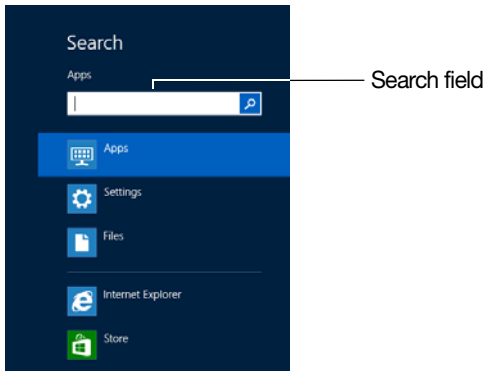 Search
Apps
Search field
Apps
Settings
Files
Internet Explorer
Store